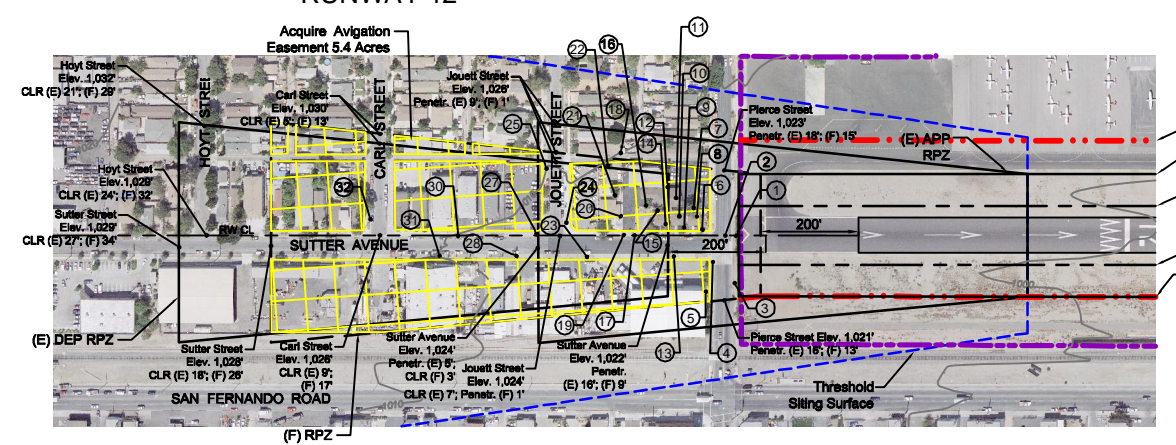 RUNWAY 12
Acquire Avigation
Easement 5.4 Acres
Hoyt Street
Elev. 1,032'
CLR (E) 21'; (F) 29'
HOYT STREET
Carl Street
Elev. 1,030'
CLR (E) 6'; (F) 13'
CARL STREET
Jouett Street
Elev. 1,026'
Penetr. (E) 9'; (F) 1'
JOUETT STREET
22
16
11
10
9
7
8
6
25
21
18
12
14
Pierce Street
Elev. 1,023'
Penetr. (E) 18'; (F) 15'
(E) APP
RPZ
2
1
Hoyt Street
Elev.1,029'
CLR (E) 24'; (F) 32'
32
30
27
24
20
Sutter Street
Elev. 1,029'
CLR (E) 27'; (F) 34'
RW CL
SUTTER AVENUE
31
28
23
15
200'
200'
(E) DEP RPZ
Sutter Street
Elev. 1,028'
CLR (E) 18'; (F) 26'
Carl Street
Elev. 1,026'
CLR (E) 9';
(F) 17'
Sutter Avenue
Elev. 1,024'
Penetr. (E) 5';
CLR (F) 3'
Jouett Street
Elev. 1,024'
CLR (E) 7'; Penetr. (F) 1'
19
17
Sutter Avenue
Elev. 1,022'
Penetr.
(E) 16'; (F) 9'
13
5
4
3
Pierce Street Elev. 1,021'
Penetr. (E) 16'; (F) 13'
1000
Threshold
Siting Surface
SAN FERNANDO ROAD
1010
(F) RPZ